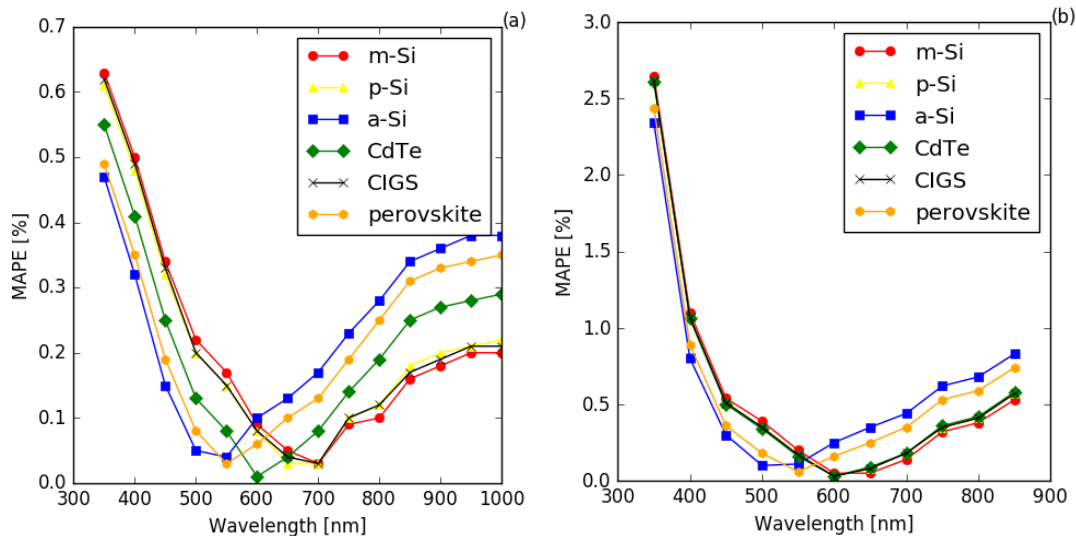 (a)
0.7
0.6
0.5
0.4
0.3
0.2
0.1
0.0
MAPE [%]
m-Si
p-Si
a-Si
CdTe
CIGS
perovskite
300 400 500 600 700 800 900 1000
Wavelength [nm]
(b)
3.0
2.5
2.0
1.5
1.0
0.5
0.0
MAPE [%]
m-Si
p-Si
a-Si
CdTe
CIGS
perovskite
300 400 500 600 700 800 900
Wavelength [nm]